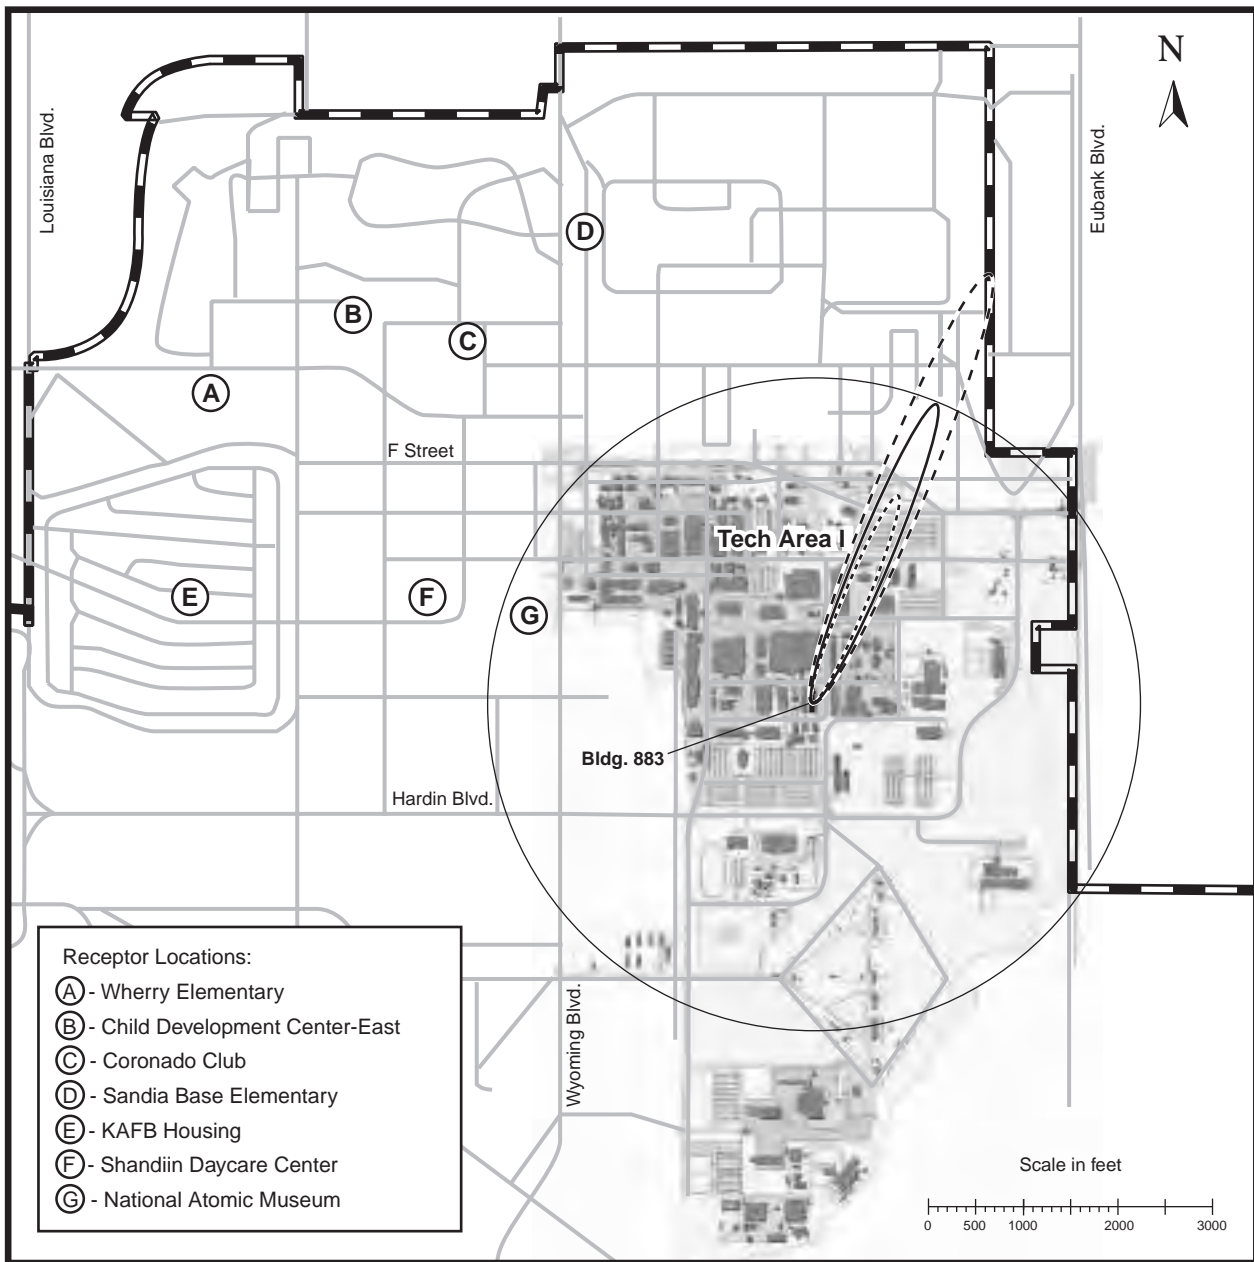 N
Louisiana Blvd.
Eubank Blvd.
D
B
C
A
F Street
Tech Area I
E
F
G
Bldg. 883
Hardin Blvd.
Wyoming Blvd.
Receptor Locations:
A - Wherry Elementary
B - Child Development Center-East
C - Coronado Club
D - Sandia Base Elementary
E - KAFB Housing
F - Shandiin Daycare Center
G - National Atomic Museum
Scale in feet
0 500 1000 2000 3000